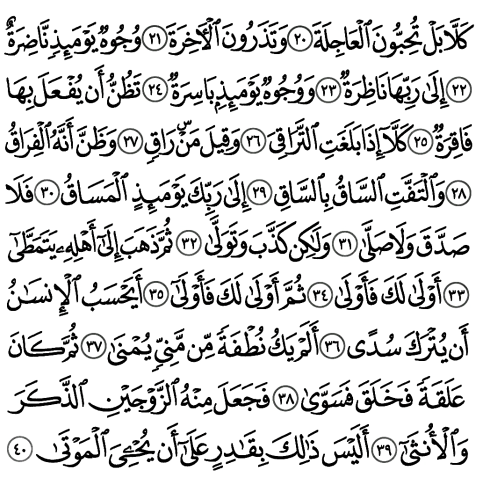 كَلَّا بَلْ تُحِبُّونَ ٱلْعَاجِلَةَ ٢٠ وَتَذَرُونَ ٱلْأٓخِرَةَ ٢١ وُجُوهٌ يَوْمَئِذٍ نَّاضِرَةٌ
٢٢ إِلَىٰ رَبِّهَا نَاظِرَةٌ ٢٣ وَوُجُوهٌ يَوْمَئِذٍۭ بَاسِرَةٌ ٢٤ تَظُنُّ أَن يُفْعَلَ بِهَا
فَاقِرَةٌ ٢٥ كَلَّآ إِذَا بَلَغَتِ ٱلتَّرَاقِيَ ٢٦ وَقِيلَ مَنْ رَاقٍ ٢٧ وَظَنَّ أَنَّهُ ٱلْفِرَاقُ
٢٨ وَٱلْتَفَّتِ ٱلسَّاقُ بِٱلسَّاقِ ٢٩ إِلَىٰ رَبِّكَ يَوْمَئِذٍ ٱلْمَسَاقُ ٣٠ فَلَا
صَدَّقَ وَلَا صَلَّىٰ ٣١ وَلَٰكِن كَذَّبَ وَتَوَلَّىٰ ٣٢ ثُمَّ ذَهَبَ إِلَىٰٓ أَهْلِهِۦ يَتَمَطَّىٰٓ
٣٣ أَوْلَىٰ لَكَ فَأَوْلَىٰ ٣٤ ثُمَّ أَوْلَىٰ لَكَ فَأَوْلَىٰٓ ٣٥ أَيَحْسَبُ ٱلْإِنسَٰنُ
أَن يُتْرَكَ سُدًى ٣٦ أَلَمْ يَكُ نُطْفَةً مِّن مَّنِيٍّ يُمْنَىٰ ٣٧ ثُمَّ كَانَ
عَلَقَةً فَخَلَقَ فَسَوَّىٰ ٣٨ فَجَعَلَ مِنْهُ ٱلزَّوْجَيْنِ ٱلذَّكَرَ
وَٱلْأُنثَىٰٓ ٣٩ أَلَيْسَ ذَٰلِكَ بِقَٰدِرٍ عَلَىٰٓ أَن يُحْـِۧيَ ٱلْمَوْتَىٰ ٤٠